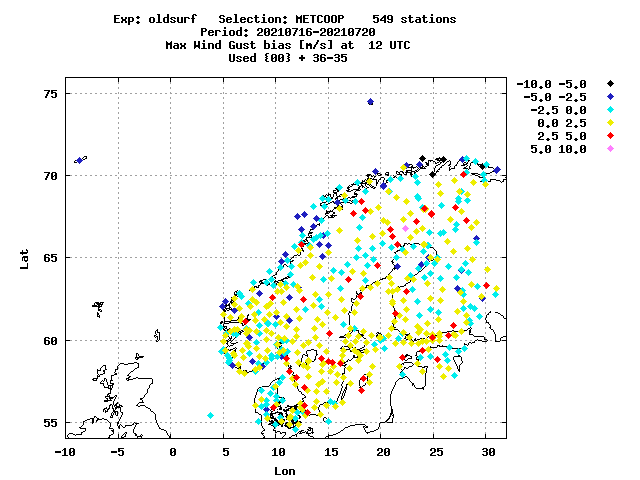 Exp: oldsurf   Selection: METCOOP    549 stations
Period: 20210716-20210720
Max Wind Gust bias [m/s] at  12 UTC
Used {00} + 36-35
-10.0 -5.0
-5.0 -2.5
-2.5 0.0
0.0 2.5
2.5 5.0
5.0 10.0
75
70
65
60
55
Lat
-10 -5 0 5 10 15 20 25 30
Lon